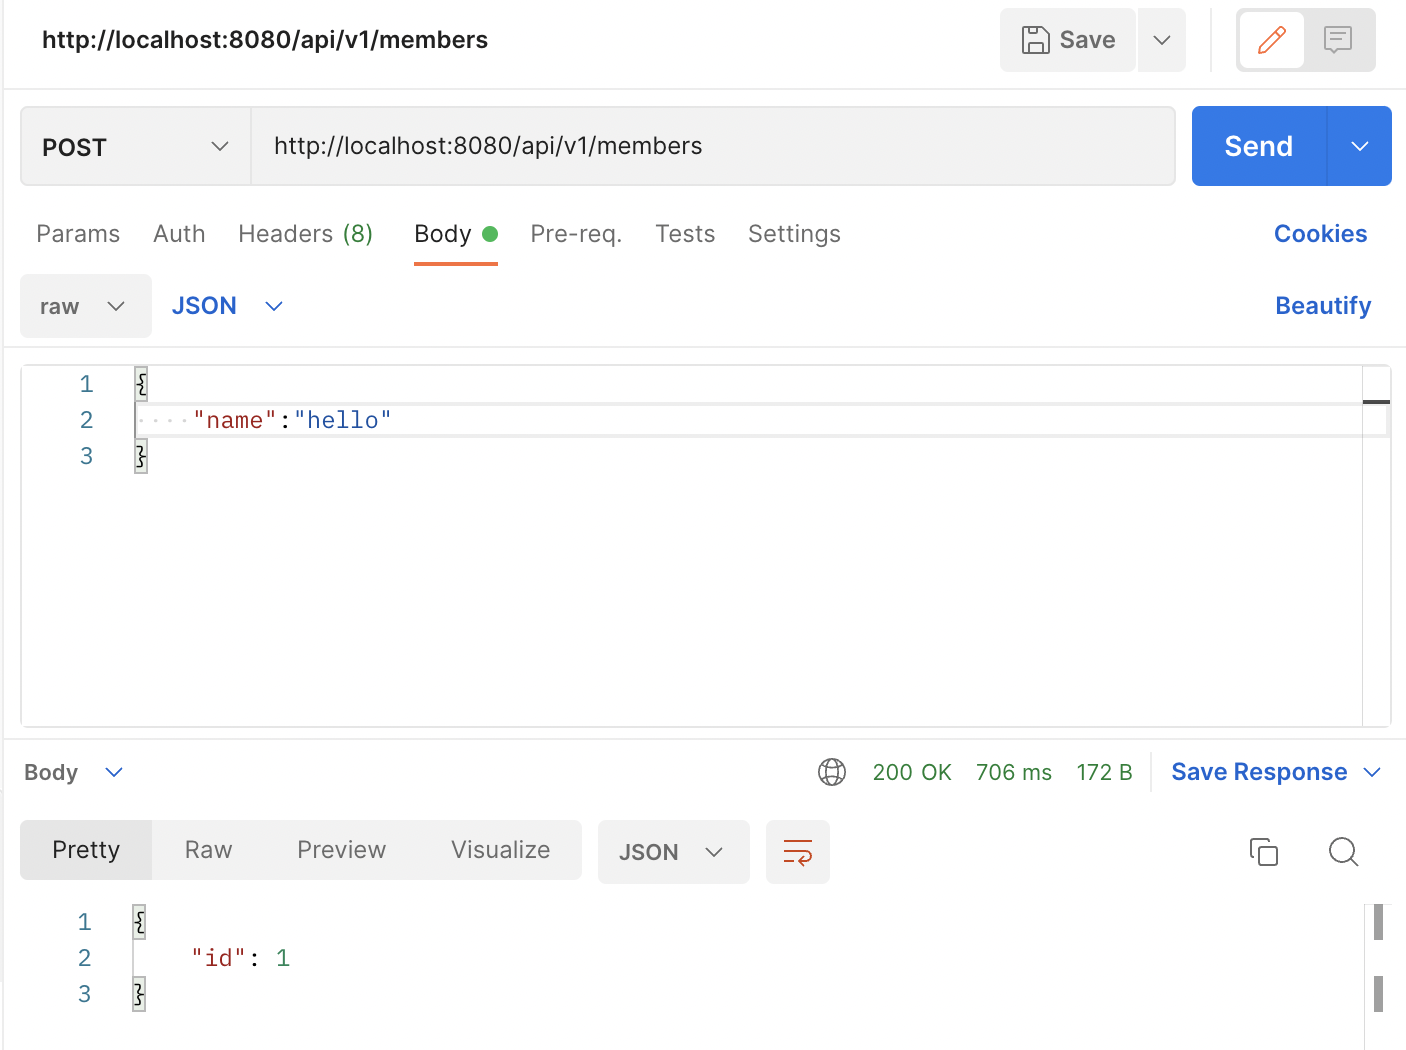 http://localhost:8080/api/v1/members Save
POST http://localhost:8080/api/v1/members Send
Params Auth Headers (8) Body Pre-req. Tests Settings Cookies
raw JSON Beautify
1 {
2 "name":"hello"
3 }
Body 200 OK 706 ms 172 B Save Response
Pretty Raw Preview Visualize JSON
1 {
2 "id": 1
3 }